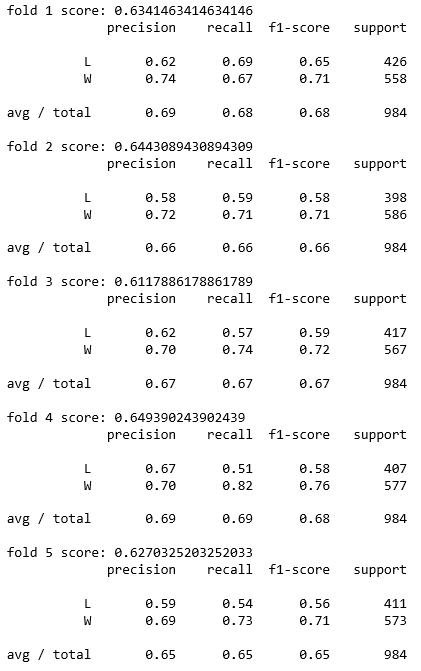 fold 1 score: 0.6341463414634146
precision recall f1-score support
L 0.62 0.69 0.65 426
W 0.74 0.67 0.71 558
avg / total 0.69 0.68 0.68 984
fold 2 score: 0.6443089430894309
precision recall f1-score support
L 0.58 0.59 0.58 398
W 0.72 0.71 0.71 586
avg / total 0.66 0.66 0.66 984
fold 3 score: 0.6117886178861789
precision recall f1-score support
L 0.62 0.57 0.59 417
W 0.70 0.74 0.72 567
avg / total 0.67 0.67 0.67 984
fold 4 score: 0.649390243902439
precision recall f1-score support
L 0.67 0.51 0.58 407
W 0.70 0.82 0.76 577
avg / total 0.69 0.69 0.68 984
fold 5 score: 0.6270325203252033
precision recall f1-score support
L 0.59 0.54 0.56 411
W 0.69 0.73 0.71 573
avg / total 0.65 0.65 0.65 984